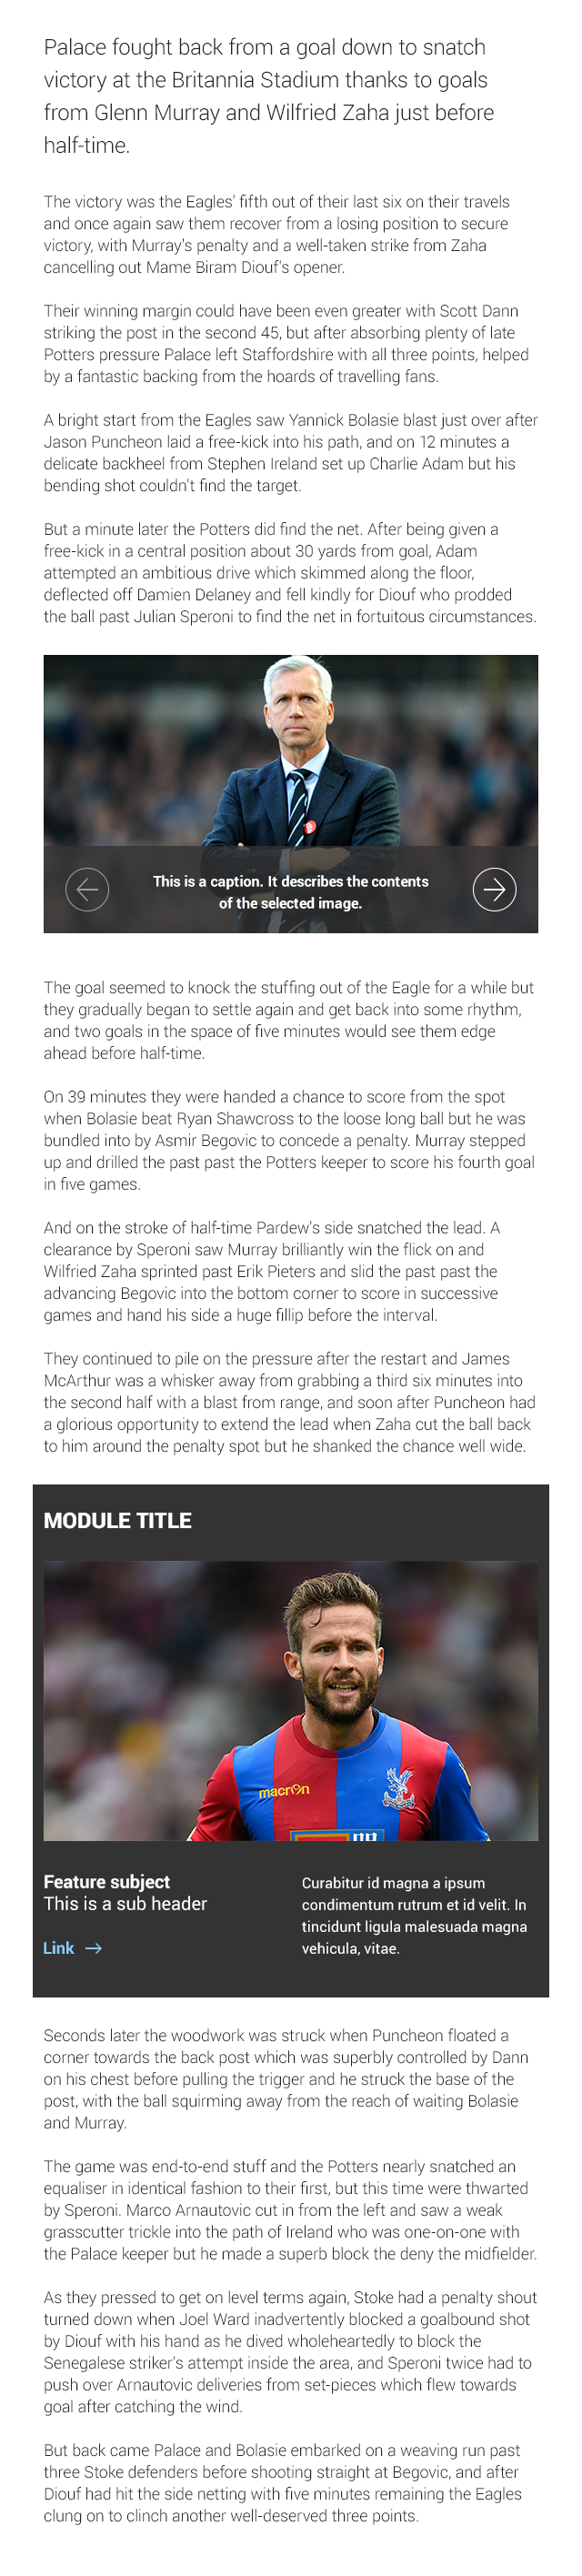 Palace fought back from a goal down to snatch
victory at the Britannia Stadium thanks to goals
from Glenn Murray and Wilfried Zaha just before
half-time.
The victory was the Eagles' fifth out of their last six on their travels
and once again saw them recover from a losing position to secure
victory, with Murray's penalty and a well-taken strike from Zaha
cancelling out Mame Biram Diouf's opener.
Their winning margin could have been even greater with Scott Dann
striking the post in the second 45, but after absorbing plenty of late
Potters pressure Palace left Staffordshire with all three points, helped
by a fantastic backing from the hoards of travelling fans.
A bright start from the Eagles saw Yannick Bolasie blast just over after
Jason Puncheon laid a free-kick into his path, and on 12 minutes a
delicate backheel from Stephen Ireland set up Charlie Adam but his
bending shot couldn't find the target.
But a minute later the Potters did find the net. After being given a
free-kick in a central position about 30 yards from goal, Adam
attempted an ambitious drive which skimmed along the floor,
deflected off Damien Delaney and fell kindly for Diouf who prodded
the ball past Julian Speroni to find the net in fortuitous circumstances.
This is a caption. It describes the contents
of the selected image.
The goal seemed to knock the stuffing out of the Eagle for a while but
they gradually began to settle again and get back into some rhythm,
and two goals in the space of five minutes would see them edge
ahead before half-time.
On 39 minutes they were handed a chance to score from the spot
when Bolasie beat Ryan Shawcross to the loose long ball but he was
bundled into by Asmir Begovic to concede a penalty. Murray stepped
up and drilled the past past the Potters keeper to score his fourth goal
in five games.
And on the stroke of half-time Pardew's side snatched the lead. A
clearance by Speroni saw Murray brilliantly win the flick on and
Wilfried Zaha sprinted past Erik Pieters and slid the past past the
advancing Begovic into the bottom corner to score in successive
games and hand his side a huge fillip before the interval.
They continued to pile on the pressure after the restart and James
McArthur was a whisker away from grabbing a third six minutes into
the second half with a blast from range, and soon after Puncheon had
a glorious opportunity to extend the lead when Zaha cut the ball back
to him around the penalty spot but he shanked the chance well wide.
MODULE TITLE
macron
Feature subject
This is a sub header
Link →
Curabitur id magna a ipsum
condimentum rutrum et id velit. In
tincidunt ligula malesuada magna
vehicula, vitae.
Seconds later the woodwork was struck when Puncheon floated a
corner towards the back post which was superbly controlled by Dann
on his chest before pulling the trigger and he struck the base of the
post, with the ball squirming away from the reach of waiting Bolasie
and Murray.
The game was end-to-end stuff and the Potters nearly snatched an
equaliser in identical fashion to their first, but this time were thwarted
by Speroni. Marco Arnautovic cut in from the left and saw a weak
grasscutter trickle into the path of Ireland who was one-on-one with
the Palace keeper but he made a superb block the deny the midfielder.
As they pressed to get on level terms again, Stoke had a penalty shout
turned down when Joel Ward inadvertently blocked a goalbound shot
by Diouf with his hand as he dived wholeheartedly to block the
Senegalese striker's attempt inside the area, and Speroni twice had to
push over Arnautovic deliveries from set-pieces which flew towards
goal after catching the wind.
But back came Palace and Bolasie embarked on a weaving run past
three Stoke defenders before shooting straight at Begovic, and after
Diouf had hit the side netting with five minutes remaining the Eagles
clung on to clinch another well-deserved three points.